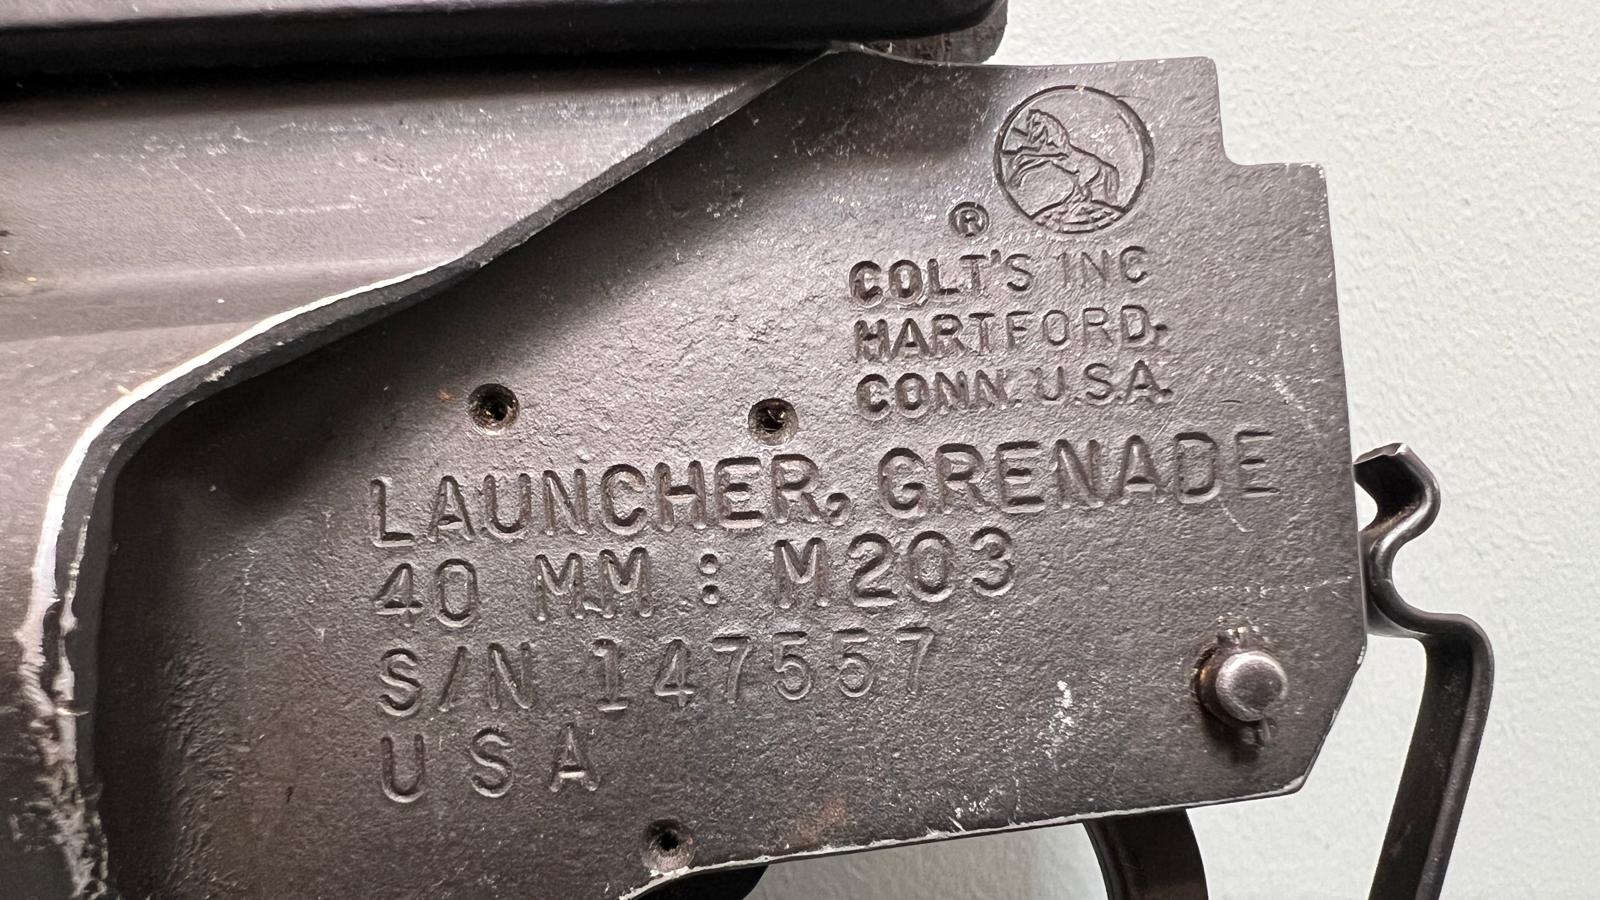 ®
COLT'S INC
HARTFORD.
CONN. U.S.A.
LAUNCHER, GRENADE
40 MM : M203
S/N 147557
USA